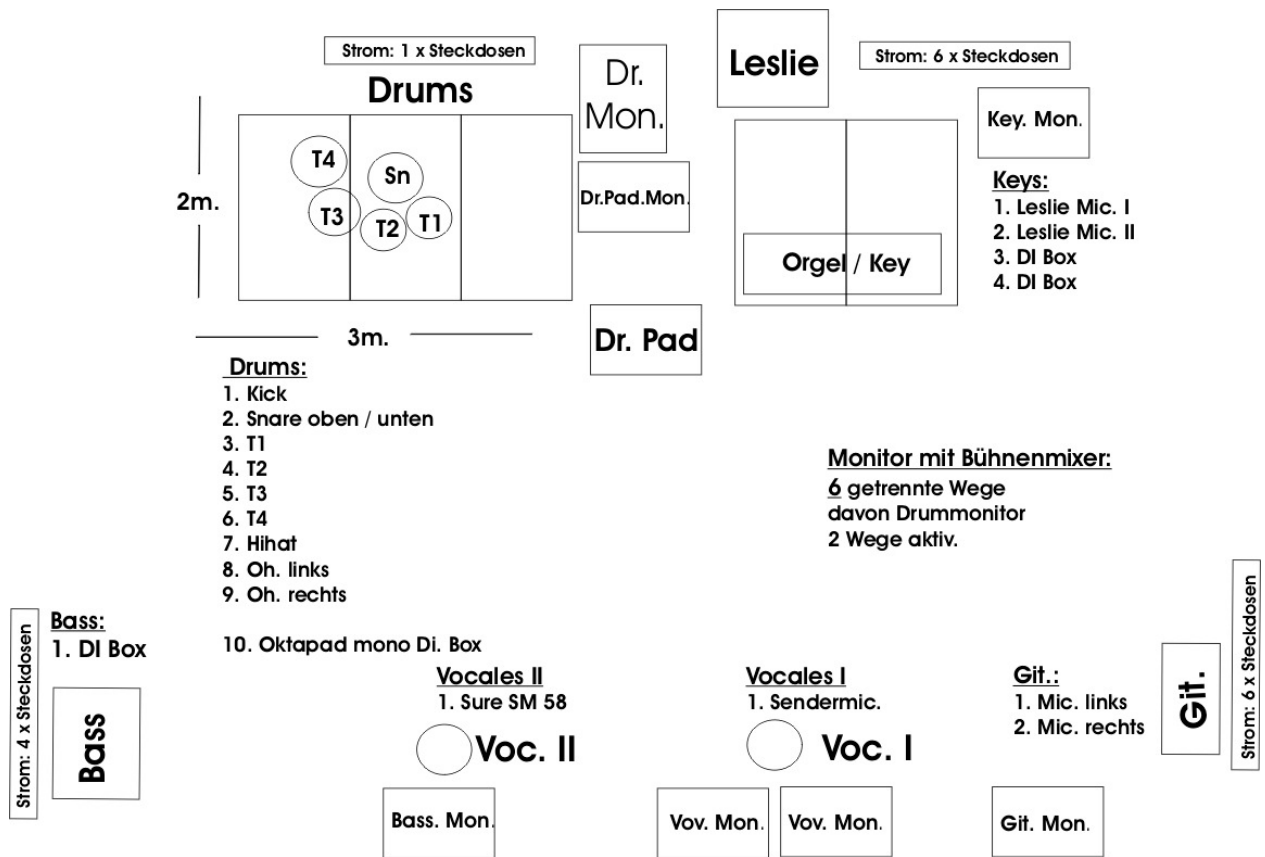 Strom: 1 x Steckdosen
Drums
Dr.
Mon.
Leslie
Strom: 6 x Steckdosen
Key. Mon.
T4
Sn
T3
T2
T1
2m.
3m.
Dr.Pad.Mon.
Dr. Pad
Orgel / Key
Keys:
1. Leslie Mic. I
2. Leslie Mic. II
3. DI Box
4. DI Box
Drums:
1. Kick
2. Snare oben / unten
3. T1
4. T2
5. T3
6. T4
7. Hihat
8. Oh. links
9. Oh. rechts
10. Oktapad mono Di. Box
Monitor mit Bühnenmixer:
6 getrennte Wege
davon Drummonitor
2 Wege aktiv.
Strom: 4 x Steckdosen
Bass:
1. DI Box
Bass
Vocales II
1. Sure SM 58
Voc. II
Bass. Mon.
Vocales I
1. Sendermic.
Voc. I
Vov. Mon.
Vov. Mon.
Git.:
1. Mic. links
2. Mic. rechts
Git. Mon.
Git.
Strom: 6 x Steckdosen